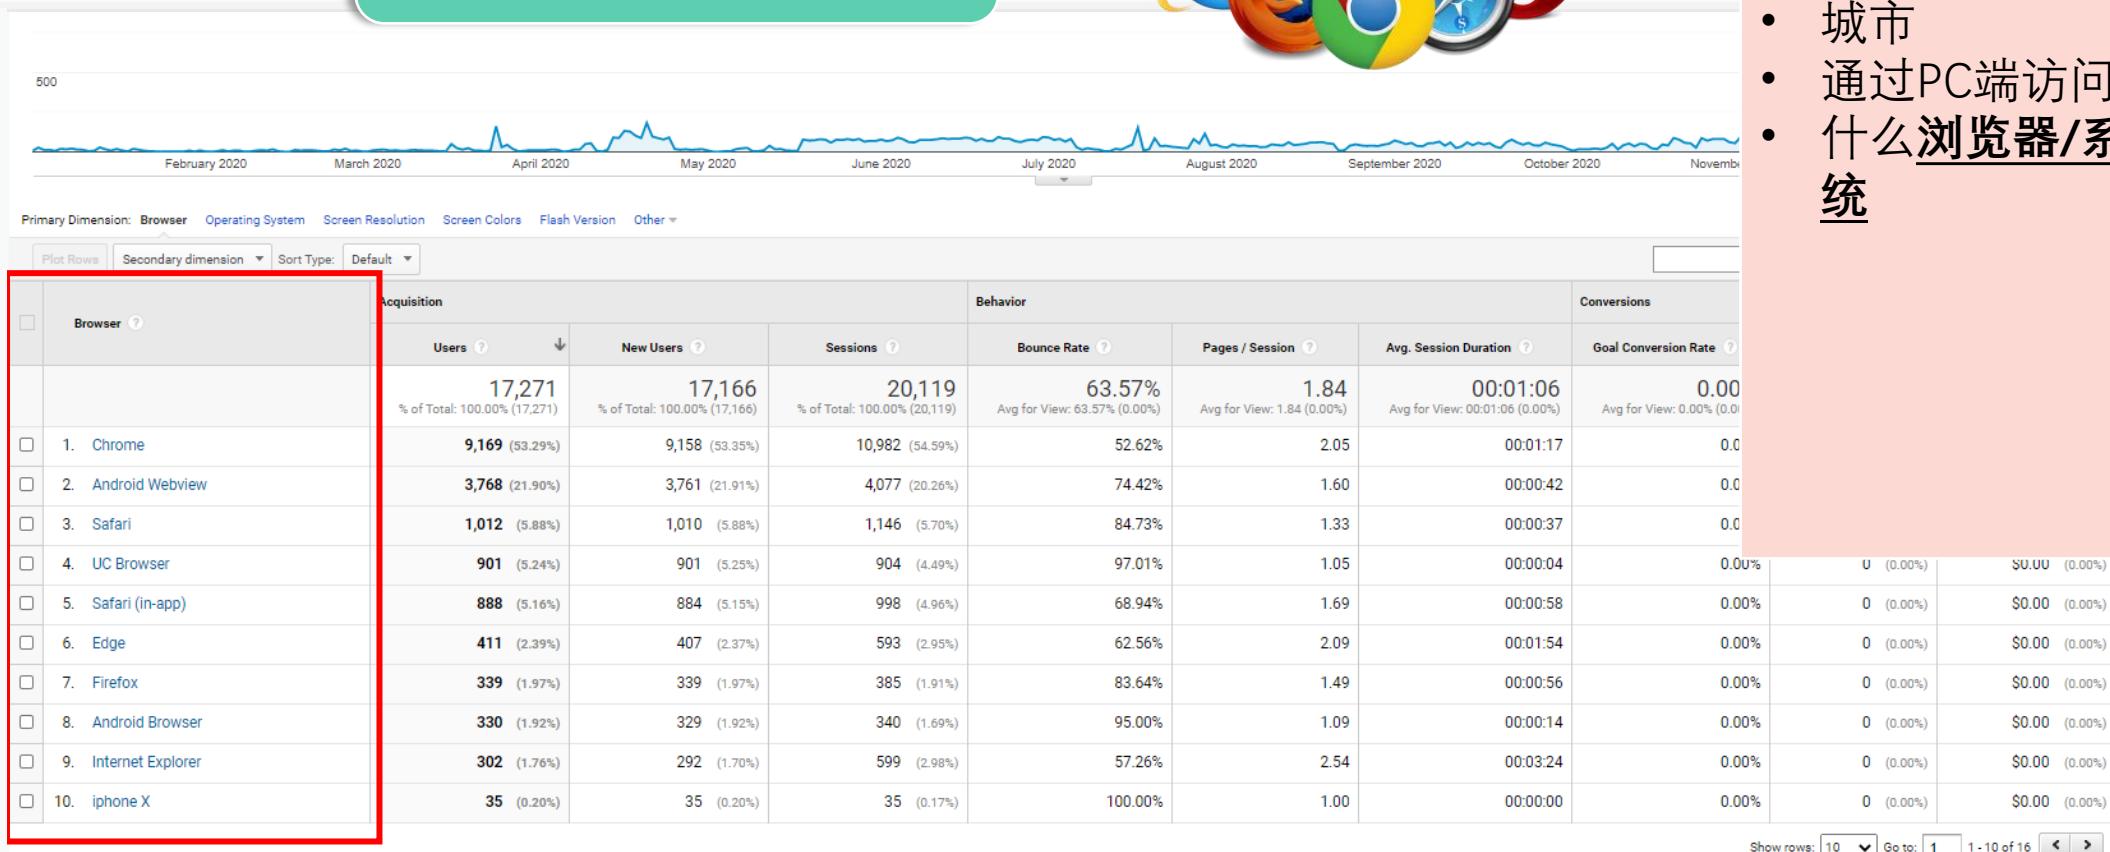 500
February 2020 March 2020 April 2020 May 2020 June 2020 July 2020 August 2020 September 2020 October 2020
• 城市
• 通过PC端访问
• 什么浏览器/系
统
Primary Dimension: Browser Operating System Screen Resolution Screen Colors Flash Version Other
Plot Rows Secondary dimension Sort Type: Default
Browser Acquisition Behavior Conversions
Users New Users Sessions Bounce Rate Pages / Session Avg. Session Duration Goal Conversion Rate
17,271 17,166 20,119 63.57% 1.84 00:01:06 0.00
% of Total: 100.00% (17,271) % of Total: 100.00% (17,166) % of Total: 100.00% (20,119) Avg for View: 63.57% (0.00%) Avg for View: 1.84 (0.00%) Avg for View: 00:01:06 (0.00%) Avg for View: 0.00%
1. Chrome 9,169 (53.29%) 9,158 (53.35%) 10,982 (54.59%) 52.62% 2.05 00:01:17
2. Android Webview 3,768 (21.90%) 3,761 (21.91%) 4,077 (20.26%) 74.42% 1.60 00:00:42
3. Safari 1,012 (5.88%) 1,010 (5.88%) 1,146 (5.70%) 84.73% 1.33 00:00:37
4. UC Browser 901 (5.24%) 901 (5.25%) 904 (4.49%) 97.01% 1.05 00:00:04 0.00% 0 (0.00%) $0.00 (0.00%)
5. Safari (in-app) 888 (5.16%) 884 (5.15%) 998 (4.96%) 68.94% 1.69 00:00:58 0.00% 0 (0.00%) $0.00 (0.00%)
6. Edge 411 (2.39%) 407 (2.37%) 593 (2.95%) 62.56% 2.09 00:01:54 0.00% 0 (0.00%) $0.00 (0.00%)
7. Firefox 339 (1.97%) 339 (1.97%) 385 (1.91%) 83.64% 1.49 00:00:56 0.00% 0 (0.00%) $0.00 (0.00%)
8. Android Browser 330 (1.92%) 329 (1.92%) 340 (1.69%) 95.00% 1.09 00:00:14 0.00% 0 (0.00%) $0.00 (0.00%)
9. Internet Explorer 302 (1.76%) 292 (1.70%) 599 (2.98%) 57.26% 2.54 00:03:24 0.00% 0 (0.00%) $0.00 (0.00%)
10. iphone X 35 (0.20%) 35 (0.20%) 35 (0.17%) 100.00% 1.00 00:00:00 0.00% 0 (0.00%) $0.00 (0.00%)
Show rows: 10 Go to: 1 1 - 10 of 16